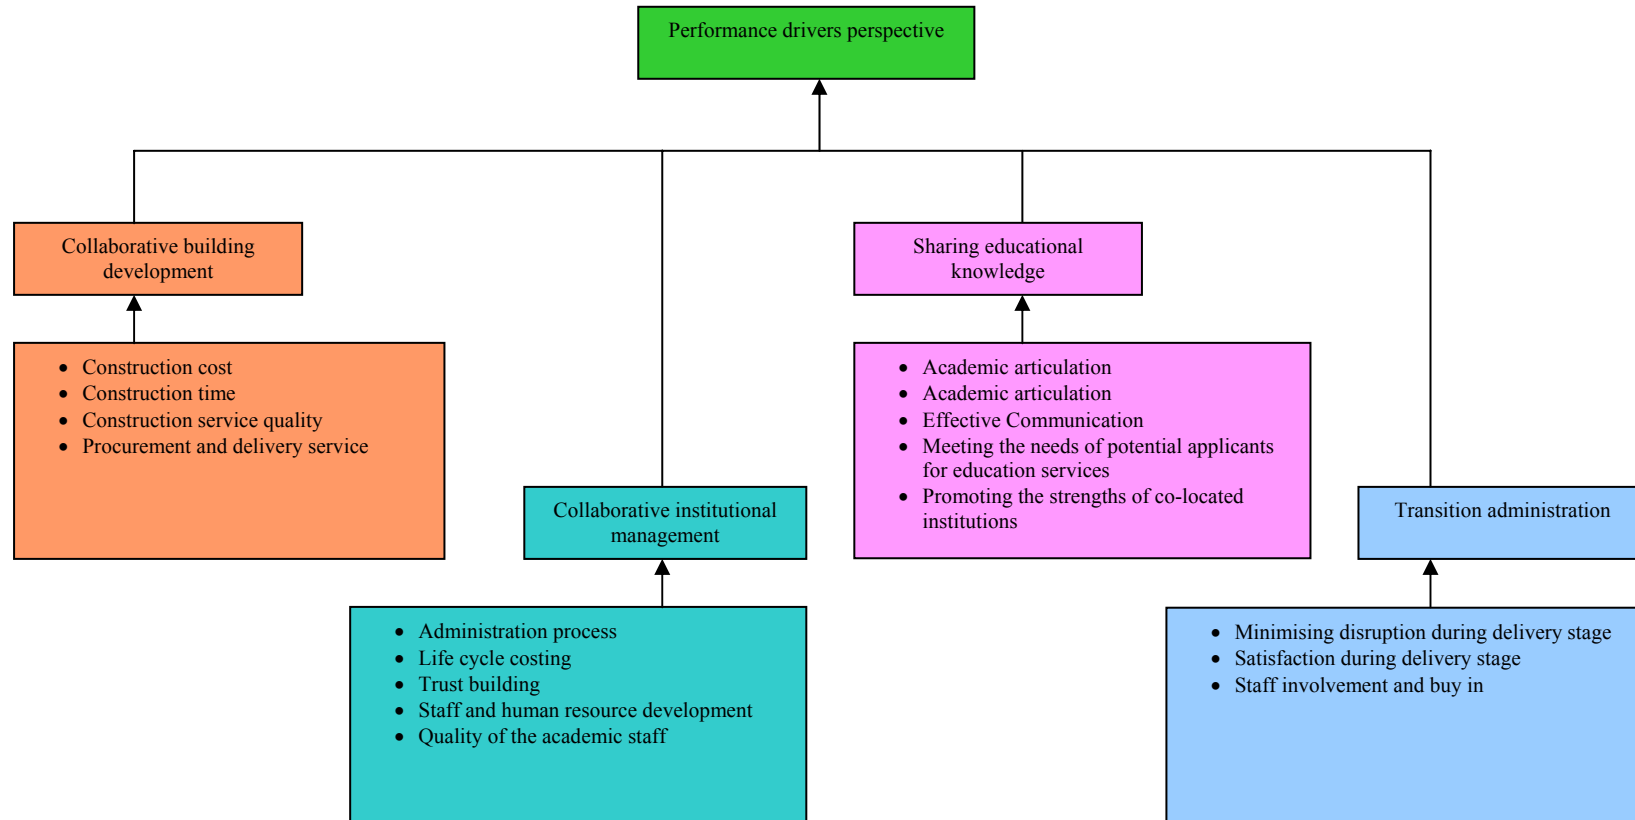 Performance drivers perspective
Collaborative building
development
Sharing educational
knowledge
• Construction cost
• Construction time
• Construction service quality
• Procurement and delivery service
• Academic articulation
• Academic articulation
• Effective Communication
• Meeting the needs of potential applicants
for education services
• Promoting the strengths of co-located
institutions
Collaborative institutional
management
Transition administration
• Administration process
• Life cycle costing
• Trust building
• Staff and human resource development
• Quality of the academic staff
• Minimising disruption during delivery stage
• Satisfaction during delivery stage
• Staff involvement and buy in